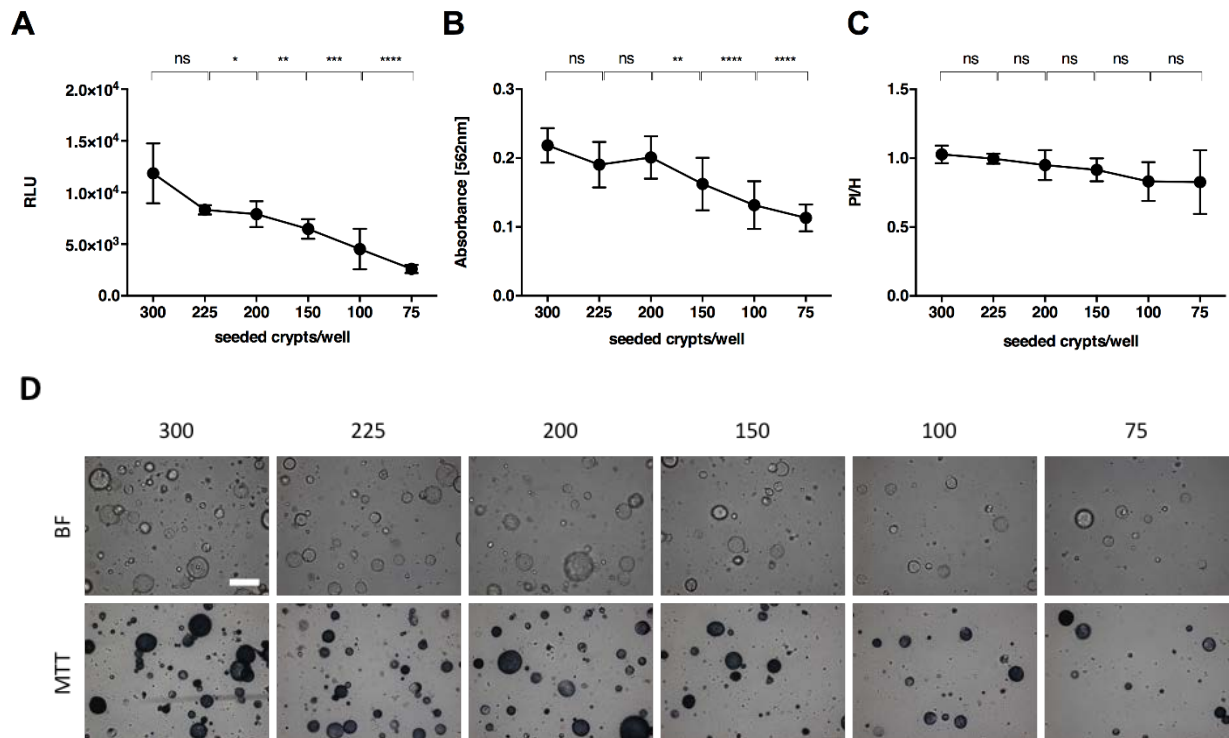 A
ns * ** *** ****
2.0×10⁴
1.5×10⁴
1.0×10⁴
5.0×10³
0.0
RLU
300 225 200 150 100 75
seeded crypts/well
B
ns ns ** **** ****
0.3
0.2
0.1
0.0
Absorbance [562nm]
300 225 200 150 100 75
seeded crypts/well
C
ns ns ns ns ns
1.5
1.0
0.5
0.0
PI/H
300 225 200 150 100 75
seeded crypts/well
D
300 225 200 150 100 75
BF
MTT